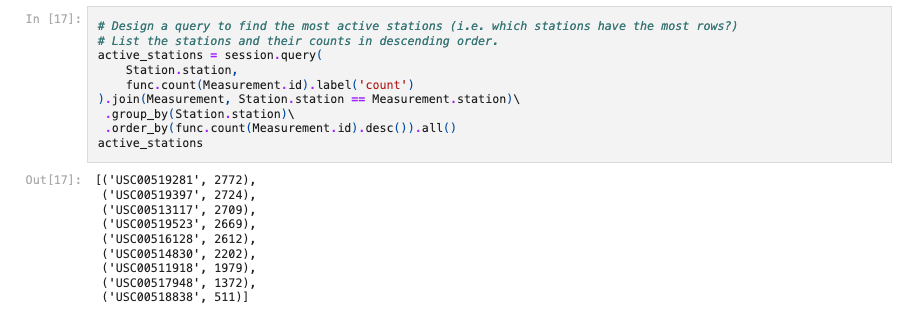 In [17]:
# Design a query to find the most active stations (i.e. which stations have the most rows?)
# List the stations and their counts in descending order.
active_stations = session.query(
    Station.station,
    func.count(Measurement.id).label('count')
).join(Measurement, Station.station == Measurement.station)\
 .group_by(Station.station)\
 .order_by(func.count(Measurement.id).desc()).all()
active_stations
Out[17]:
[('USC00519281', 2772),
 ('USC00519397', 2724),
 ('USC00513117', 2709),
 ('USC00519523', 2669),
 ('USC00516128', 2612),
 ('USC00514830', 2202),
 ('USC00511918', 1979),
 ('USC00517948', 1372),
 ('USC00518838', 511)]